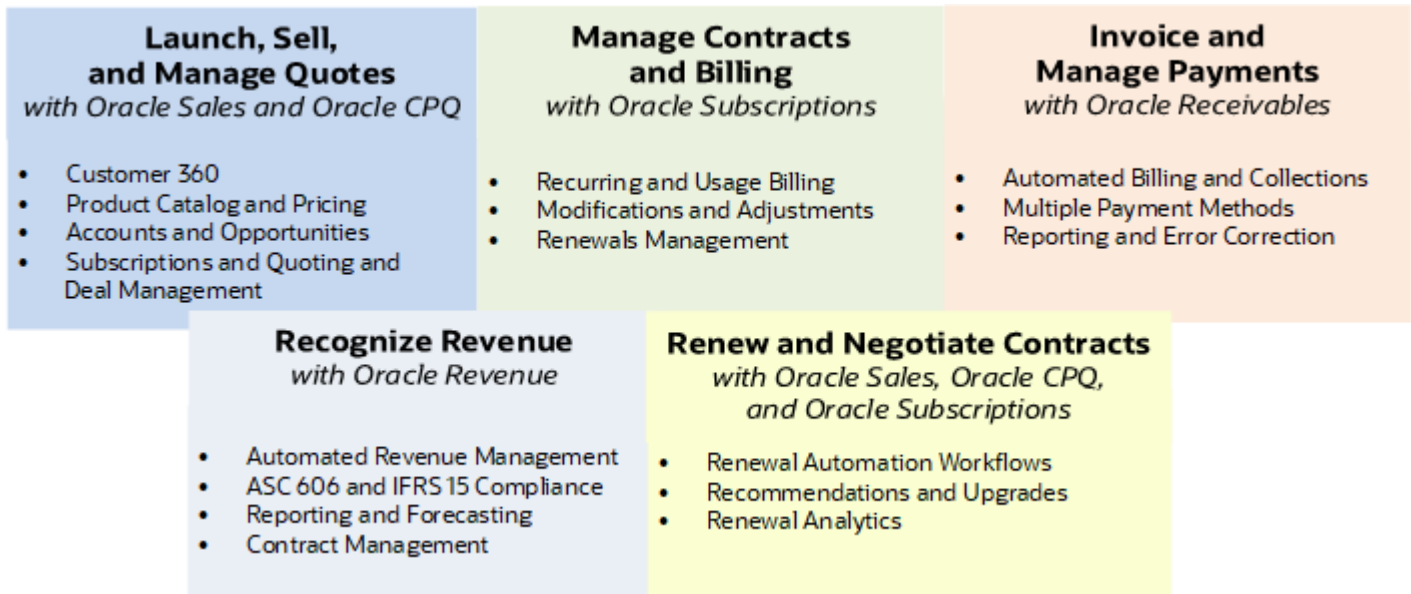 Launch, Sell,
and Manage Quotes
with Oracle Sales and Oracle CPQ
• Customer 360
• Product Catalog and Pricing
• Accounts and Opportunities
• Subscriptions and Quoting and
Deal Management
Manage Contracts
and Billing
with Oracle Subscriptions
• Recurring and Usage Billing
• Modifications and Adjustments
• Renewals Management
Invoice and
Manage Payments
with Oracle Receivables
• Automated Billing and Collections
• Multiple Payment Methods
• Reporting and Error Correction
Recognize Revenue
with Oracle Revenue
• Automated Revenue Management
• ASC 606 and IFRS 15 Compliance
• Reporting and Forecasting
• Contract Management
Renew and Negotiate Contracts
with Oracle Sales, Oracle CPQ,
and Oracle Subscriptions
• Renewal Automation Workflows
• Recommendations and Upgrades
• Renewal Analytics